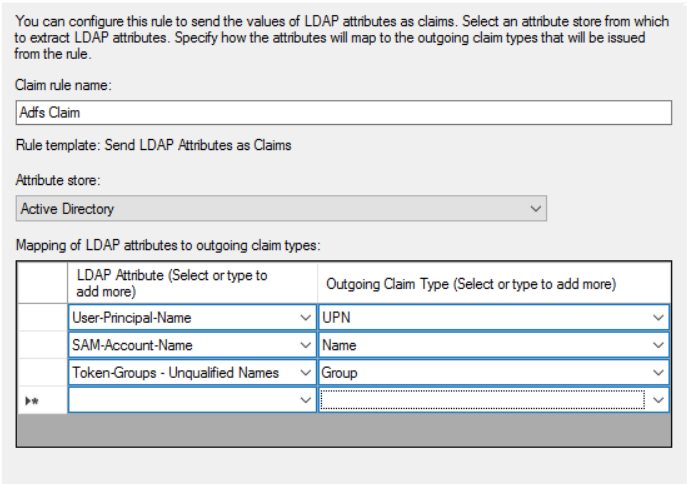 You can configure this rule to send the values of LDAP attributes as claims. Select an attribute store from which
to extract LDAP attributes. Specify how the attributes will map to the outgoing claim types that will be issued
from the rule.
Claim rule name:
Adfs Claim
Rule template: Send LDAP Attributes as Claims
Attribute store:
Active Directory
Mapping of LDAP attributes to outgoing claim types:
LDAP Attribute (Select or type to
add more)
Outgoing Claim Type (Select or type to add more)
User-Principal-Name
UPN
SAM-Account-Name
Name
Token-Groups - Unqualified Names
Group